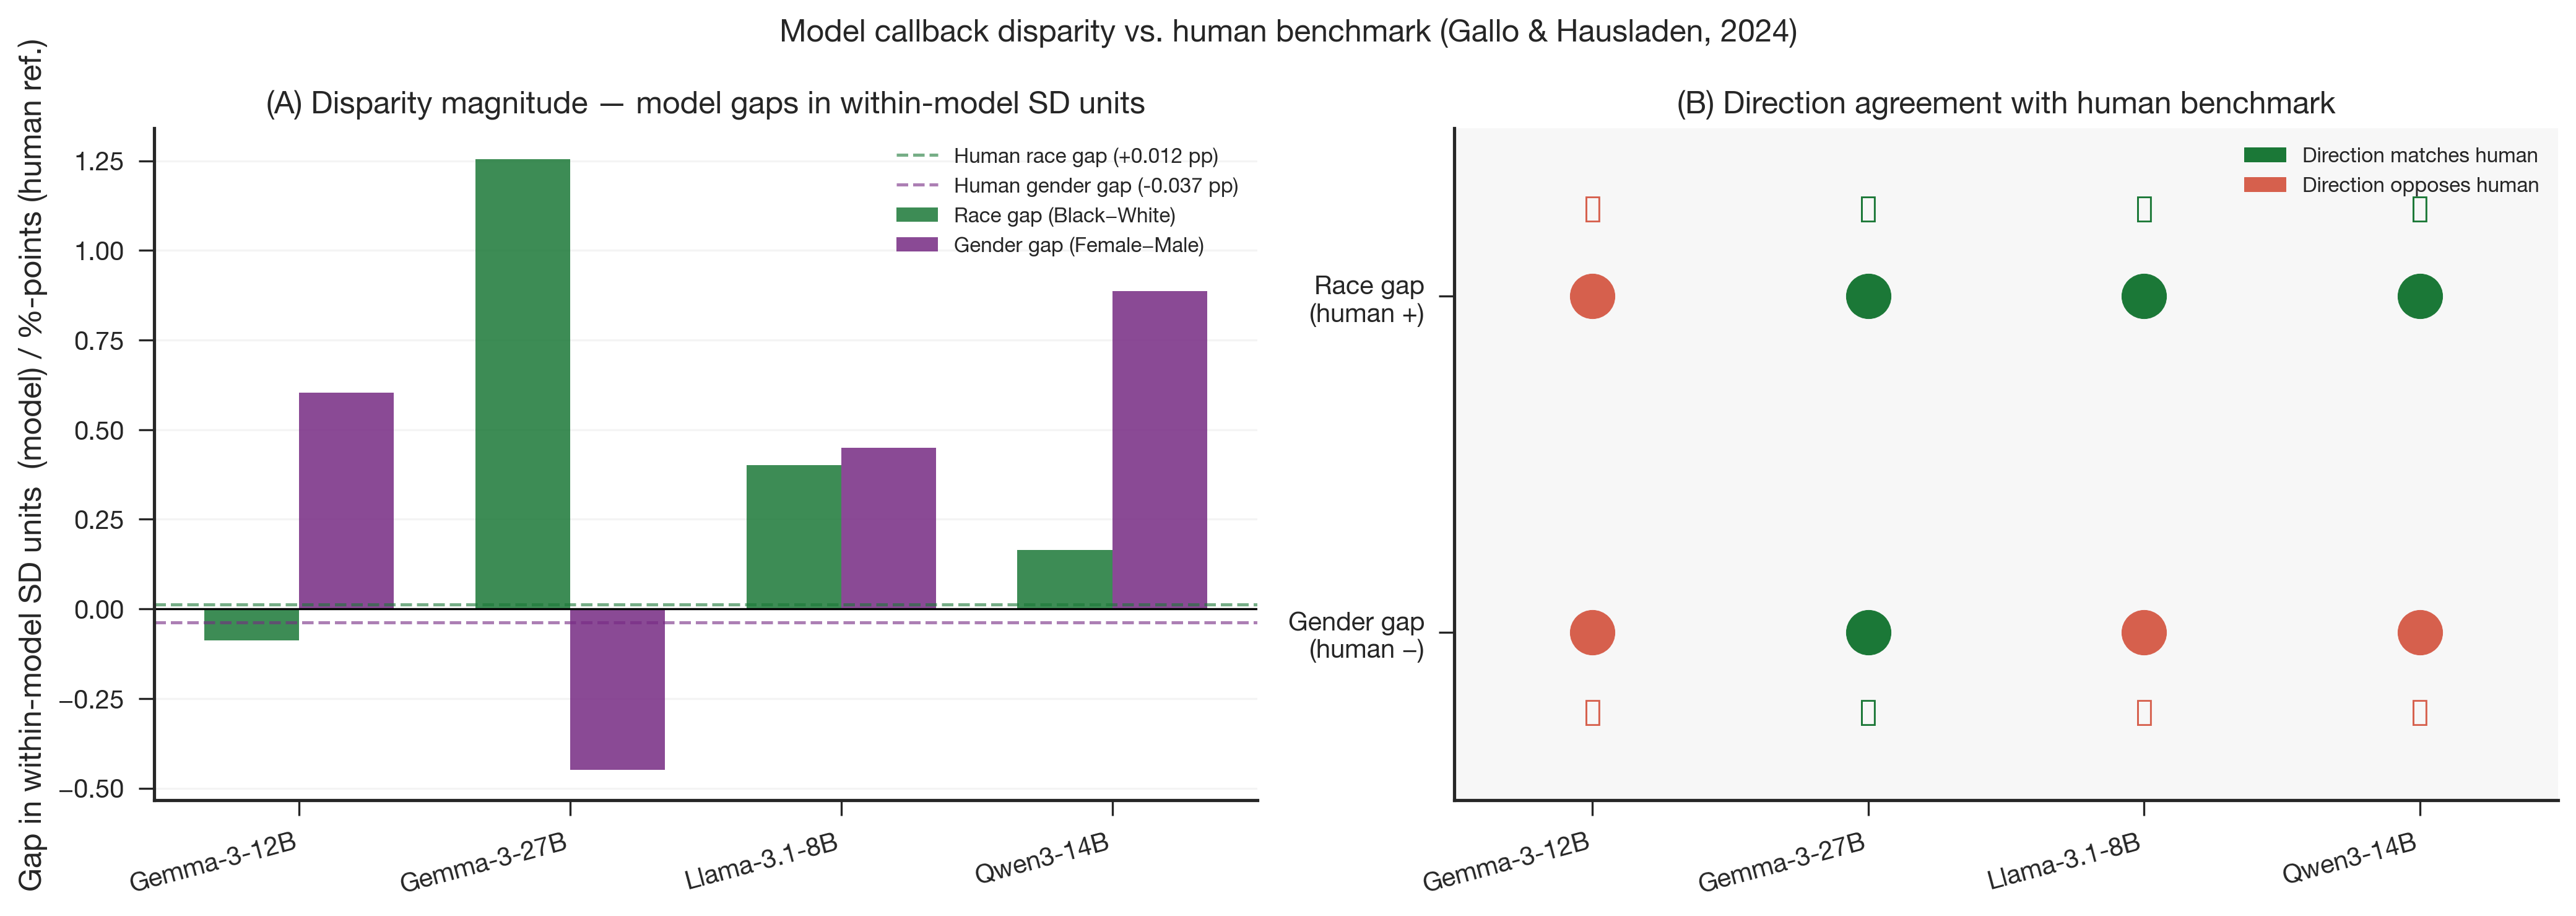 Model callback disparity vs. human benchmark (Gallo & Hausladen, 2024)
(A) Disparity magnitude — model gaps in within-model SD units
Gap in within-model SD units  (model) / %-points (human ref.)
1.25
1.00
0.75
0.50
0.25
0.00
−0.25
−0.50
Human race gap (+0.012 pp)
Human gender gap (-0.037 pp)
Race gap (Black−White)
Gender gap (Female−Male)
Gemma-3-12B
Gemma-3-27B
Llama-3.1-8B
Qwen3-14B
(B) Direction agreement with human benchmark
Direction matches human
Direction opposes human
Race gap
(human +)
Gender gap
(human −)
Gemma-3-12B
Gemma-3-27B
Llama-3.1-8B
Qwen3-14B